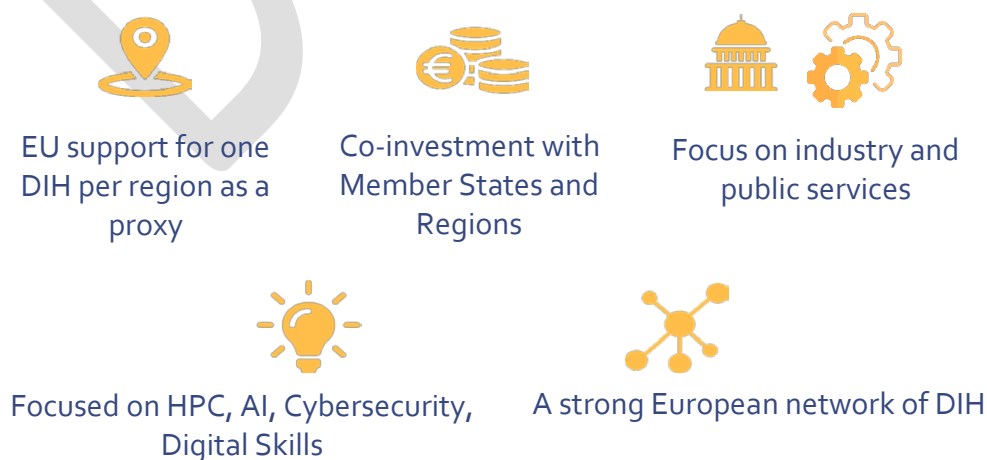 EU support for one
DIH per region as a
proxy
Co-investment with
Member States and
Regions
Focus on industry and
public services
Focused on HPC, AI, Cybersecurity,
Digital Skills
A strong European network of DIH